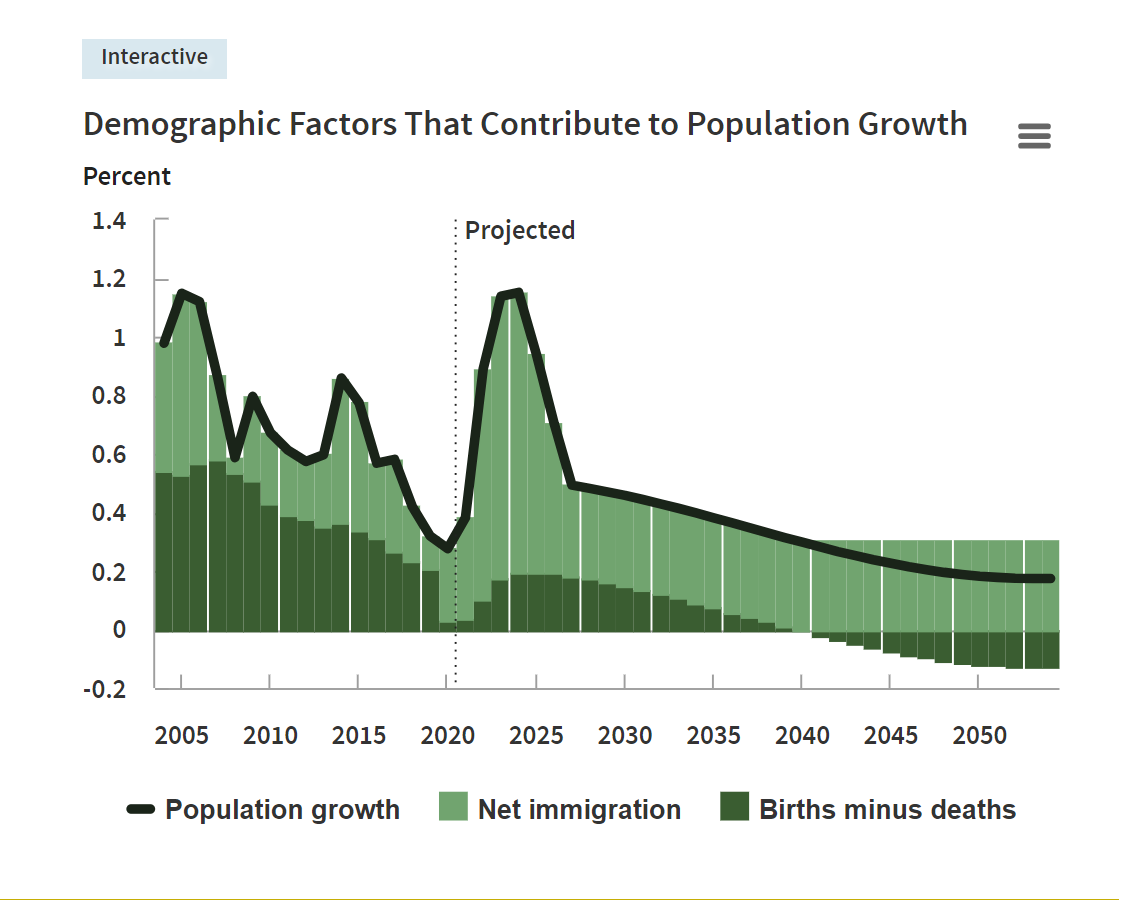 Interactive
Demographic Factors That Contribute to Population Growth
Percent
1.4
Projected
1.2
1
0.8
0.6
0.4
0.2
0
-0.2
2005 2010 2015 2020 2025 2030 2035 2040 2045 2050
Population growth Net immigration Births minus deaths